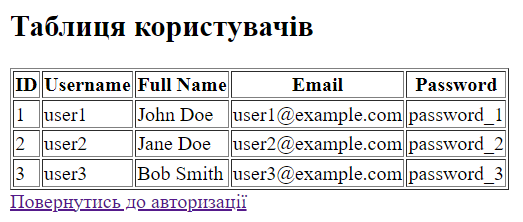 Таблиця користувачів
ID Username Full Name Email Password
1 user1 John Doe user1@example.com password_1
2 user2 Jane Doe user2@example.com password_2
3 user3 Bob Smith user3@example.com password_3
Повернутись до авторизації